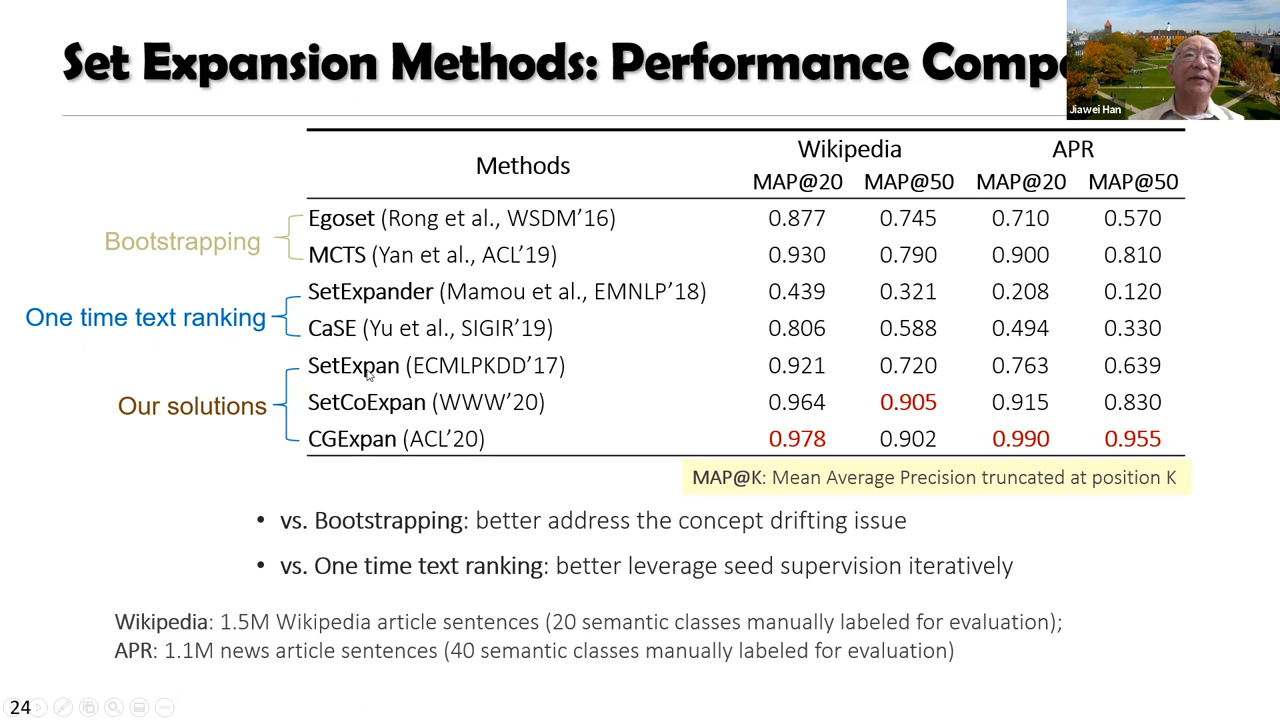 Set Expansion Methods: Performance Comp
Jiawei Han
Methods Wikipedia APR
MAP@20 MAP@50 MAP@20 MAP@50
Bootstrapping
Egoset (Rong et al., WSDM’16) 0.877 0.745 0.710 0.570
MCTS (Yan et al., ACL’19) 0.930 0.790 0.900 0.810
One time text ranking
SetExpander (Mamou et al., EMNLP’18) 0.439 0.321 0.208 0.120
CaSE (Yu et al., SIGIR’19) 0.806 0.588 0.494 0.330
Our solutions
SetExpan (ECMLPKDD’17) 0.921 0.720 0.763 0.639
SetCoExpan (WWW’20) 0.964 0.905 0.915 0.830
CGExpan (ACL’20) 0.978 0.902 0.990 0.955
MAP@K: Mean Average Precision truncated at position K
• vs. Bootstrapping: better address the concept drifting issue
• vs. One time text ranking: better leverage seed supervision iteratively
Wikipedia: 1.5M Wikipedia article sentences (20 semantic classes manually labeled for evaluation);
APR: 1.1M news article sentences (40 semantic classes manually labeled for evaluation)
24